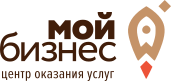 мой
бизнес
центр оказания услуг